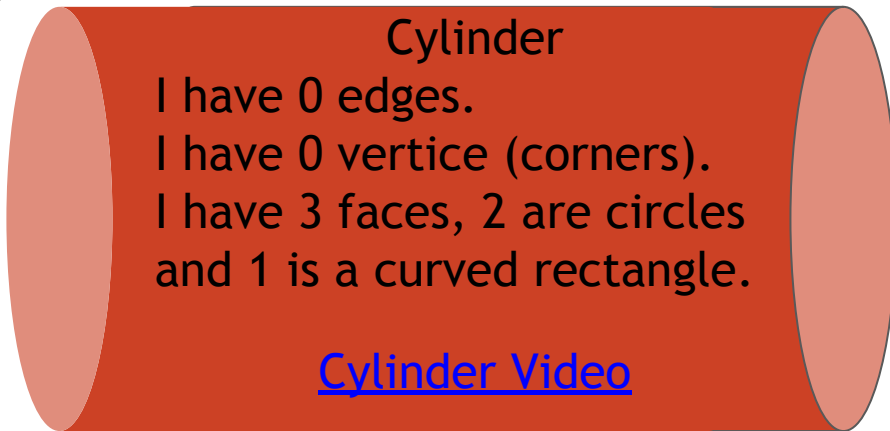 Cylinder
I have 0 edges.
I have 0 vertice (corners).
I have 3 faces, 2 are circles
and 1 is a curved rectangle.
Cylinder Video